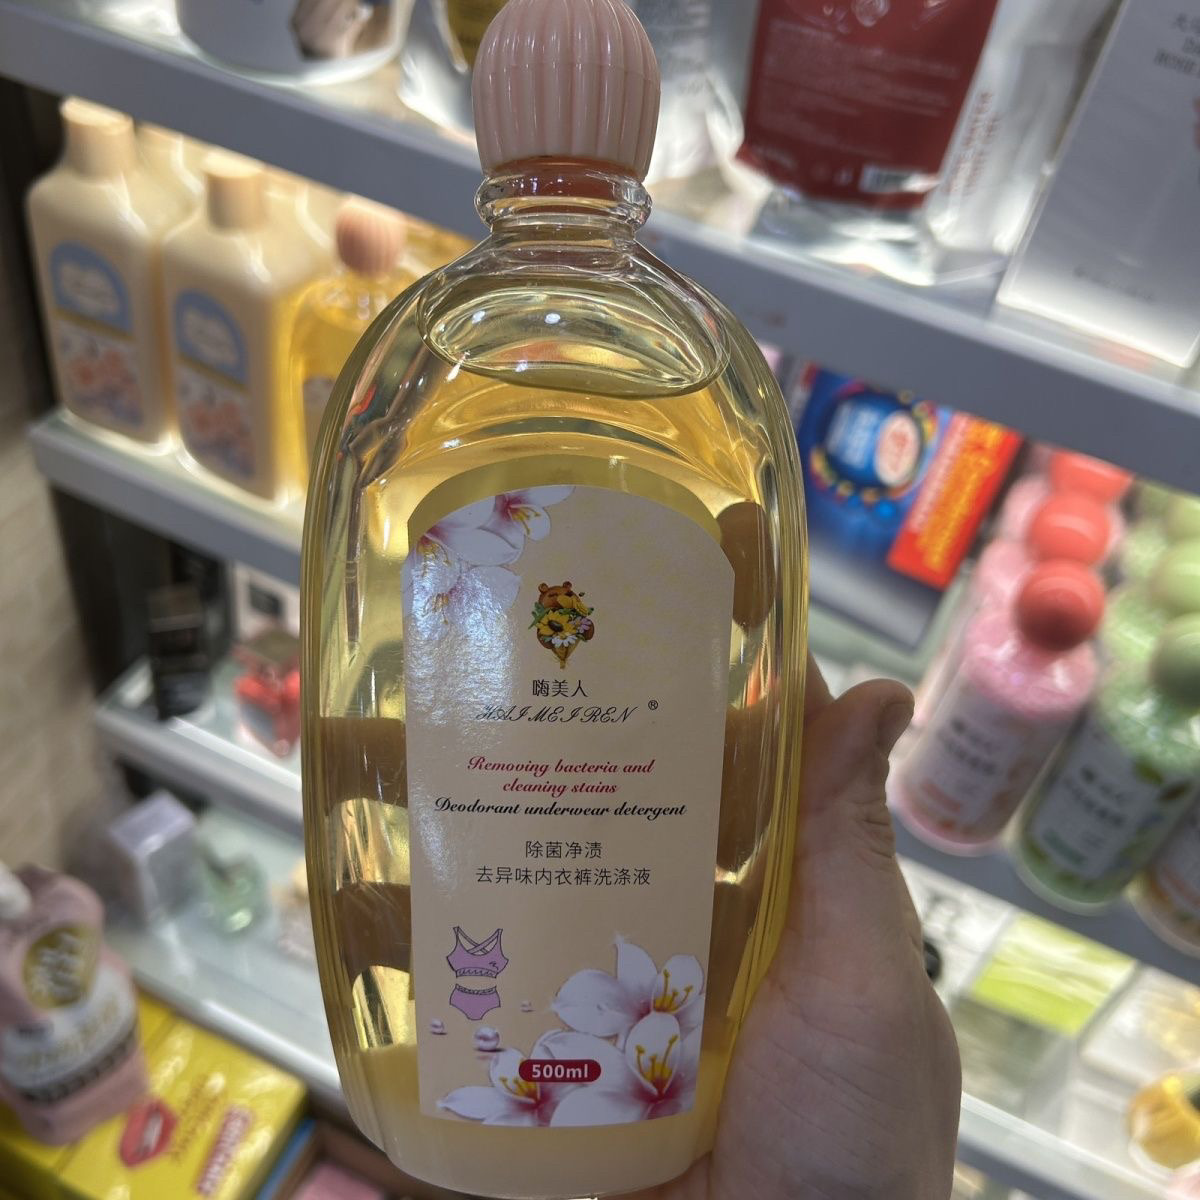 嗨美人
HAIMEIREN ®
Removing bacteria and
cleaning stains
Deodorant underwear detergent
除菌净渍
去异味内衣裤洗涤液
500ml